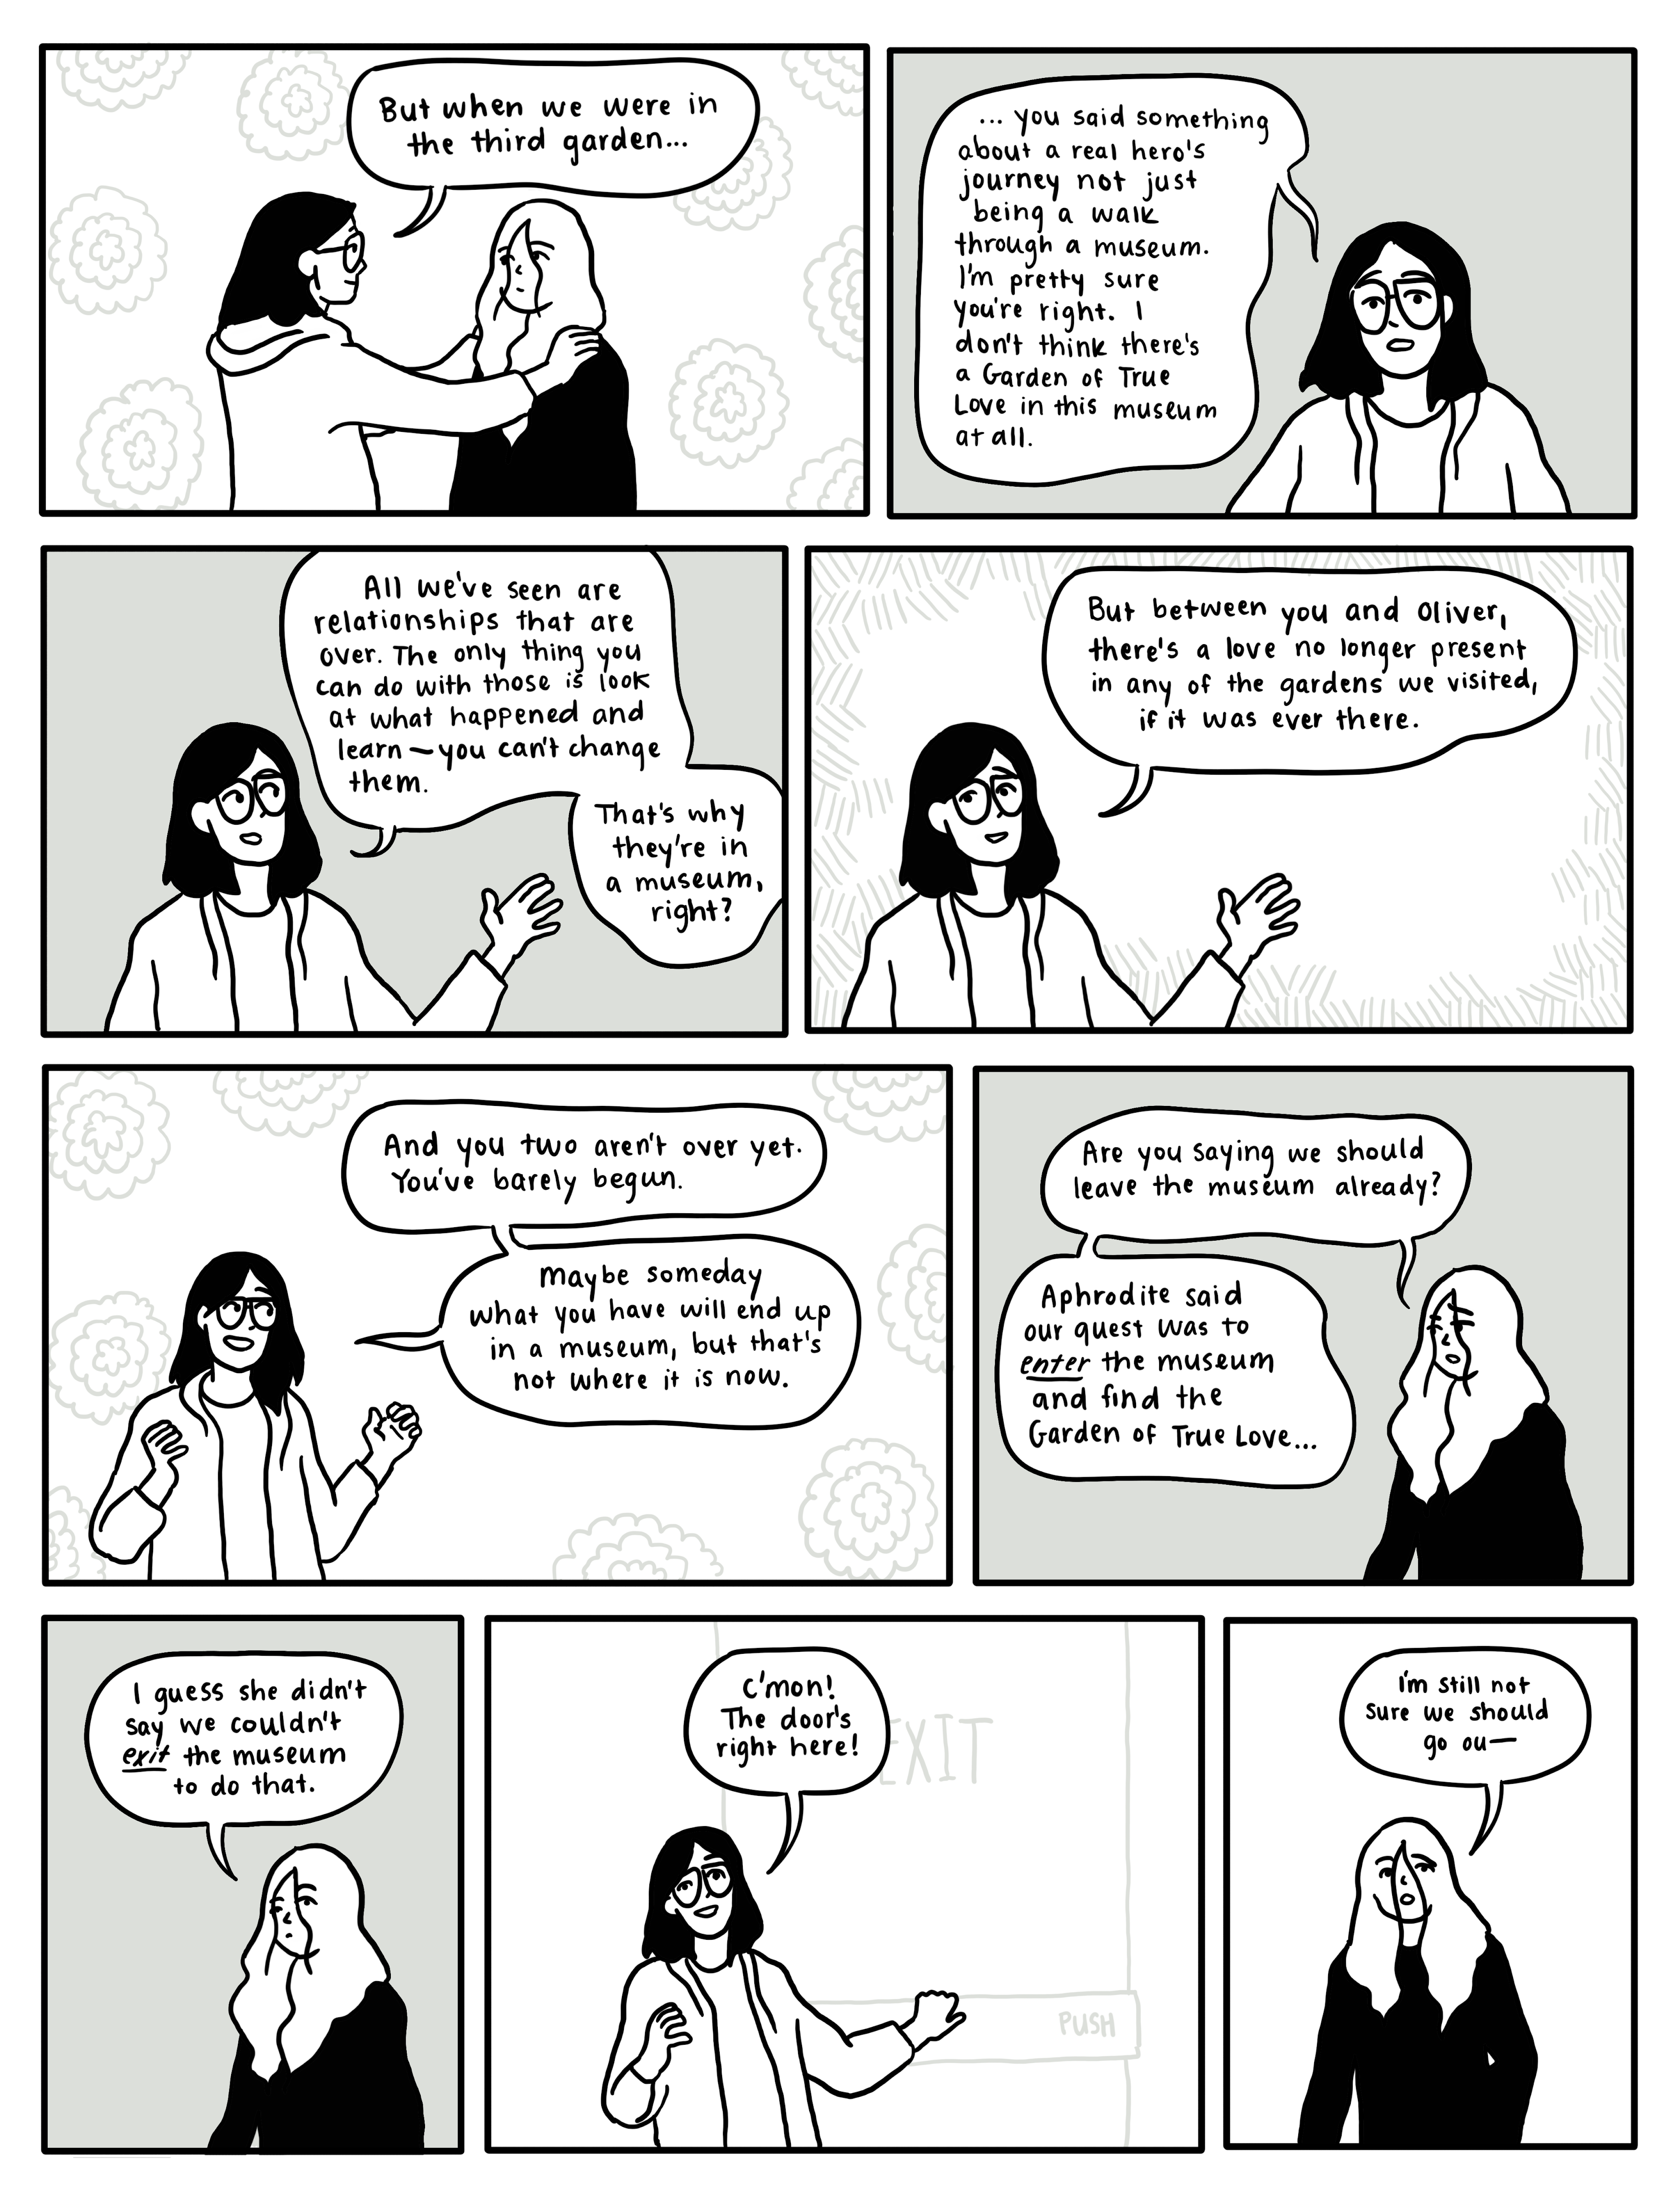 But when we were in
the third garden...
... you said something
about a real hero's
journey not just
being a walk
through a museum.
I'm pretty sure
you're right. I
don't think there's
a Garden of True
Love in this museum
at all.
All we've seen are
relationships that are
over. The only thing you
can do with those is look
at what happened and
learn—you can't change
them.
That's why
they're in
a museum,
right?
But between you and Oliver,
there's a love no longer present
in any of the gardens we visited,
if it was ever there.
And you two aren't over yet.
You've barely begun.
Maybe someday
what you have will end up
in a museum, but that's
not where it is now.
Are you saying we should
leave the museum already?
Aphrodite said
our quest was to
enter the museum
and find the
Garden of True Love...
I guess she didn't
say we couldn't
exit the museum
to do that.
C'mon!
The door's
right here!
EXIT
PUSH
I'm still not
sure we should
go ou—